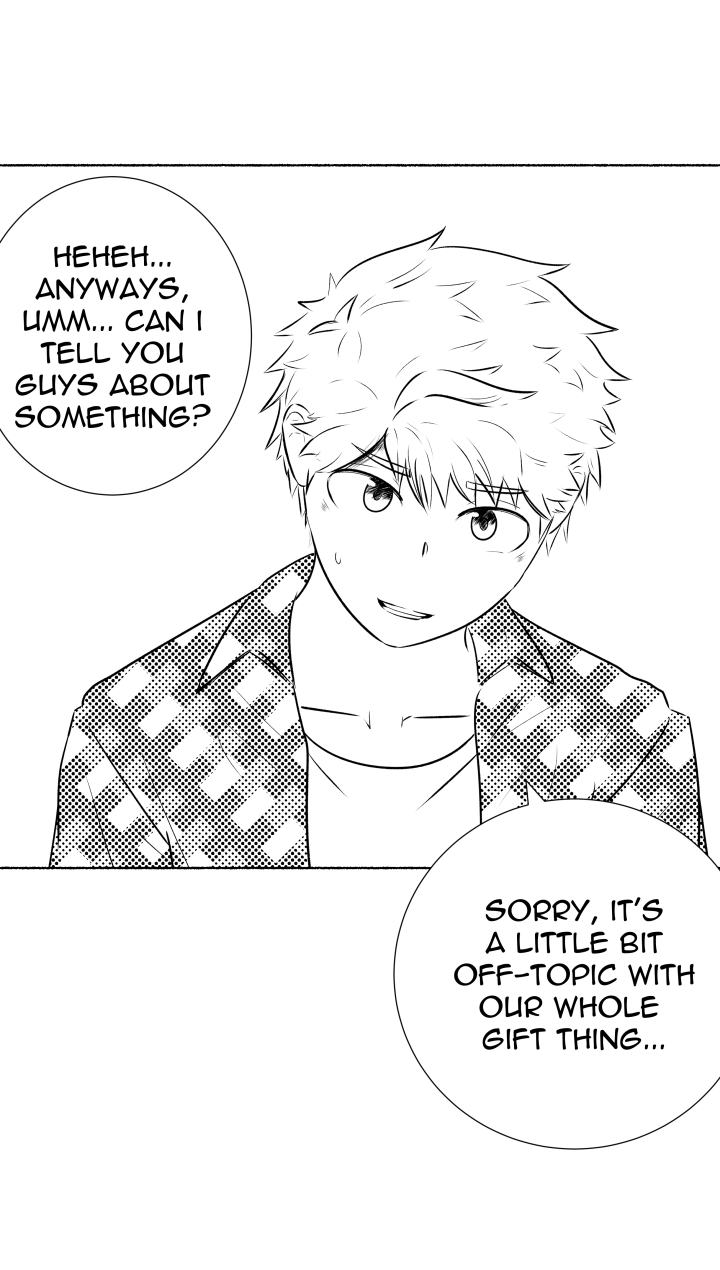 HEHEH...
ANYWAYS,
UMM... CAN I
TELL YOU
GUYS ABOUT
SOMETHING?
SORRY, IT'S
A LITTLE BIT
OFF-TOPIC WITH
OUR WHOLE
GIFT THING...